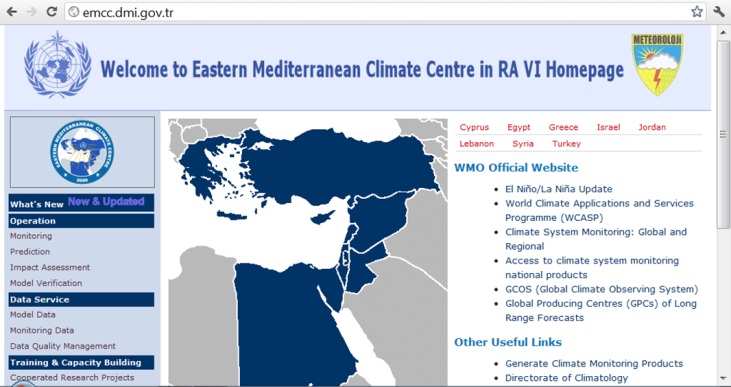 emcc.dmi.gov.tr
Welcome to Eastern Mediterranean Climate Centre in RA VI Homepage
METEOROLOJI
EASTERN MEDITERRANEAN CLIMATE CENTRE
2009
What's New New & Updated
Operation
Monitoring
Prediction
Impact Assessment
Model Verification
Data Service
Model Data
Monitoring Data
Data Quality Management
Training & Capacity Building
Cooperated Research Projects
Cyprus Egypt Greece Israel Jordan
Lebanon Syria Turkey
WMO Official Website
El Niño/La Niña Update
World Climate Applications and Services
Programme (WCASP)
Climate System Monitoring: Global and
Regional
Access to climate system monitoring
national products
GCOS (Global Climate Observing System)
Global Producing Centres (GPCs) of Long
Range Forecasts
Other Useful Links
Generate Climate Monitoring Products
Directorate of Climatology